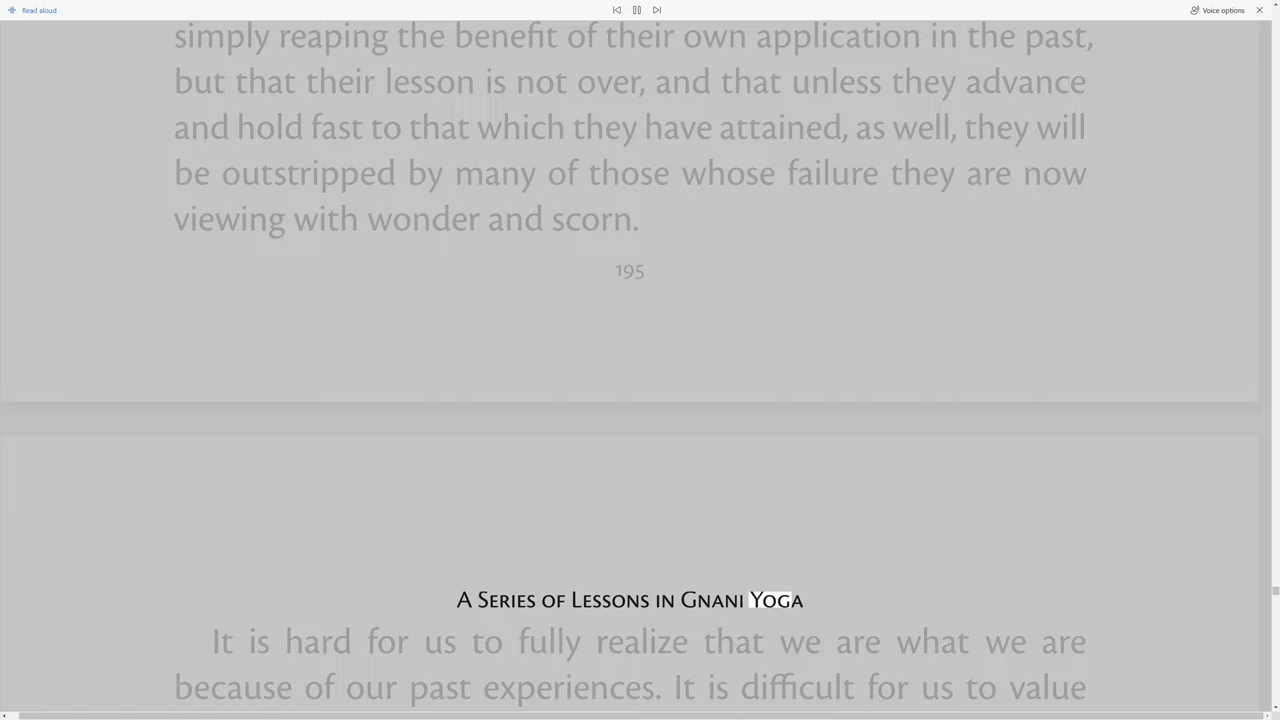 Read aloud
Voice options
simply reaping the benefit of their own application in the past,
but that their lesson is not over, and that unless they advance
and hold fast to that which they have attained, as well, they will
be outstripped by many of those whose failure they are now
viewing with wonder and scorn.
195
A Series of Lessons in Gnani Yoga
It is hard for us to fully realize that we are what we are
because of our past experiences. It is difficult for us to value